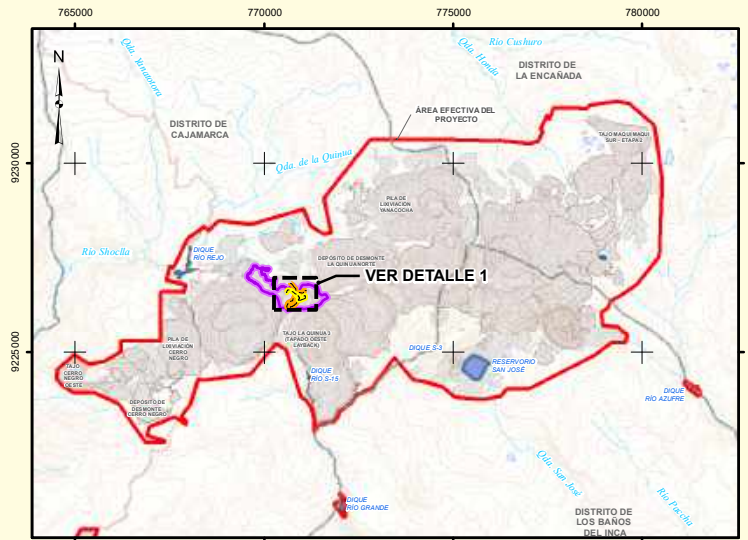 765000
770000
775000
780000
9230000
9225000
N
Qda. Honda
Río Cushuro
DISTRITO DE
LA ENCAÑADA
ÁREA EFECTIVA DEL
PROYECTO
DISTRITO DE
CAJAMARCA
Qda. de la Quinua
TAJO MAQUI MAQUI
SUR - ETAPA 2
PILA DE
LIXIVIACIÓN
YANACOCHA
Río Shoclla
DIQUE
RÍO REJO
DEPÓSITO DE DESMONTE
LA QUINUA NORTE
VER DETALLE 1
PILA DE
LIXIVIACIÓN
CERRO
NEGRO
TAJO LA QUINUA 3
(TAPADO OESTE
LAYBACK)
DIQUE S-3
RESERVORIO
SAN JOSÉ
TAJO
CERRO
NEGRO
OESTE
DIQUE
RÍO S-15
DEPÓSITO DE
DESMONTE
CERRO NEGRO
DIQUE
RÍO AZUFRE
Qda. San José
Río Paccha
DIQUE
RÍO GRANDE
DISTRITO DE
LOS BAÑOS
DEL INCA